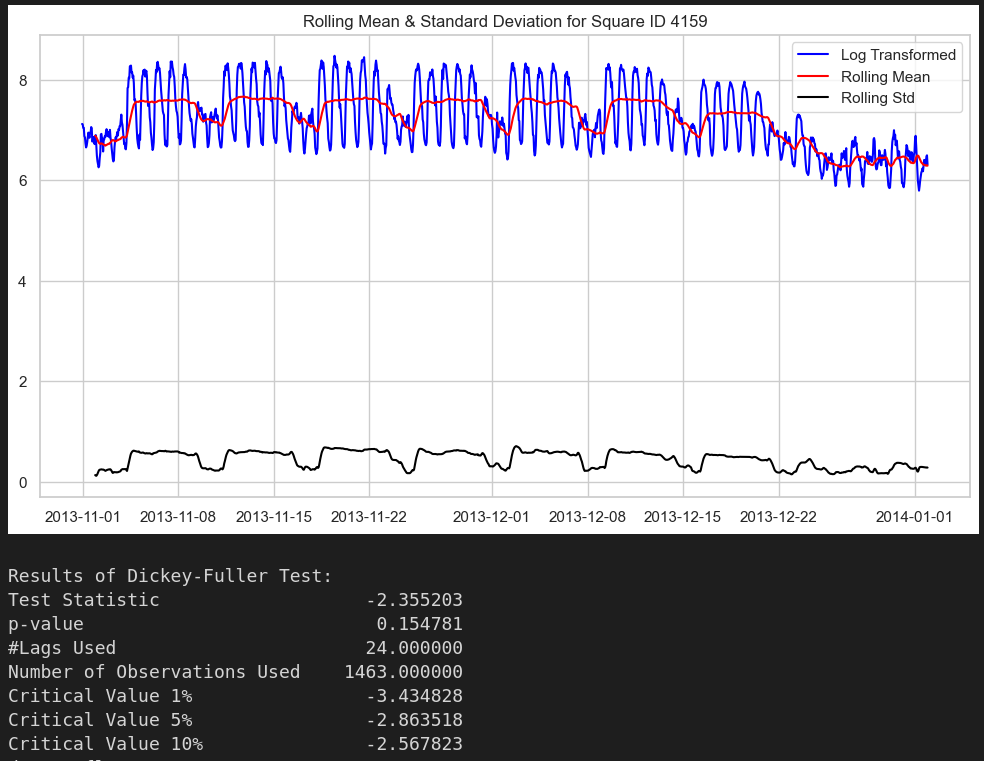 Rolling Mean & Standard Deviation for Square ID 4159
Log Transformed
Rolling Mean
Rolling Std
8
6
4
2
0
2013-11-01 2013-11-08 2013-11-15 2013-11-22 2013-12-01 2013-12-08 2013-12-15 2013-12-22 2014-01-01
Results of Dickey-Fuller Test:
Test Statistic -2.355203
p-value 0.154781
#Lags Used 24.000000
Number of Observations Used 1463.000000
Critical Value 1% -3.434828
Critical Value 5% -2.863518
Critical Value 10% -2.567823